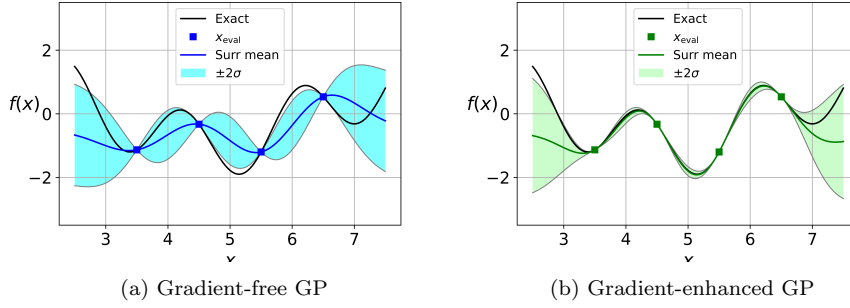 Exact
x_eval
Surr mean
±2σ
f(x)
2
0
−2
3 4 5 6 7
x
(a) Gradient-free GP
Exact
x_eval
Surr mean
±2σ
f(x)
2
0
−2
3 4 5 6 7
x
(b) Gradient-enhanced GP